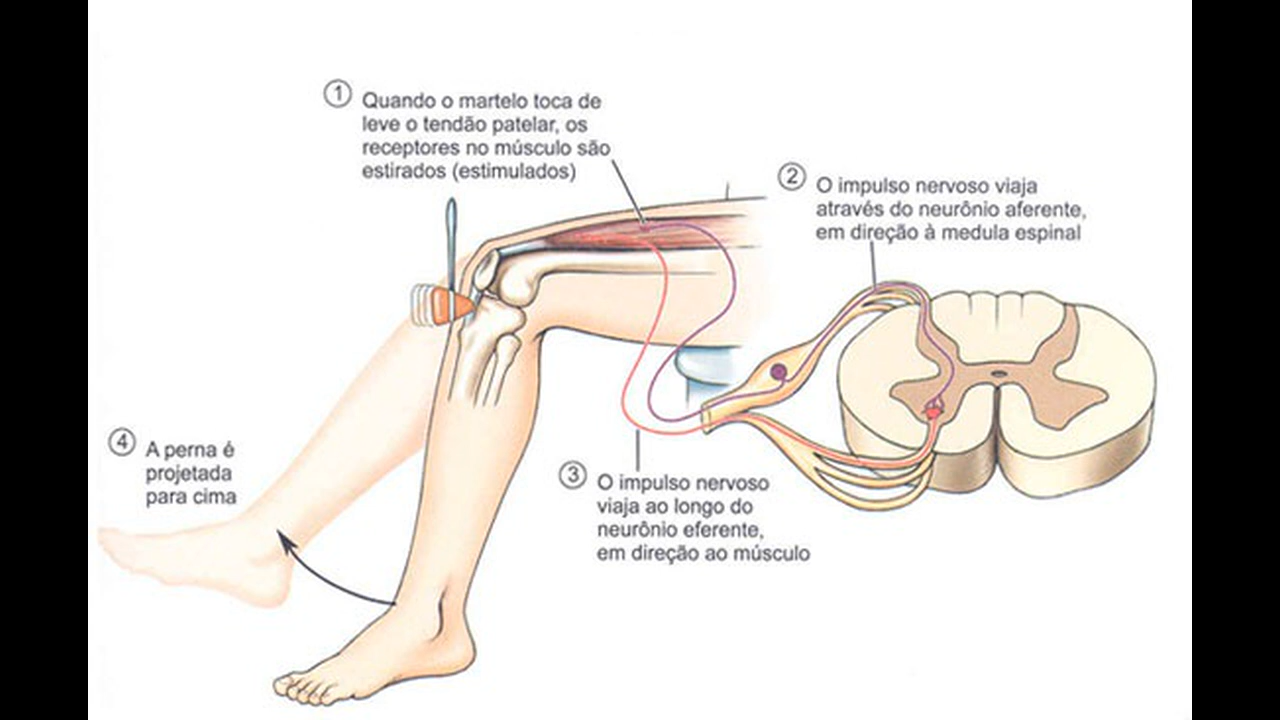 1 Quando o martelo toca de
leve o tendão patelar, os
receptores no músculo são
estirados (estimulados)
2 O impulso nervoso viaja
através do neurônio aferente,
em direção à medula espinal
3 O impulso nervoso
viaja ao longo do
neurônio eferente,
em direção ao músculo
4 A perna é
projetada
para cima